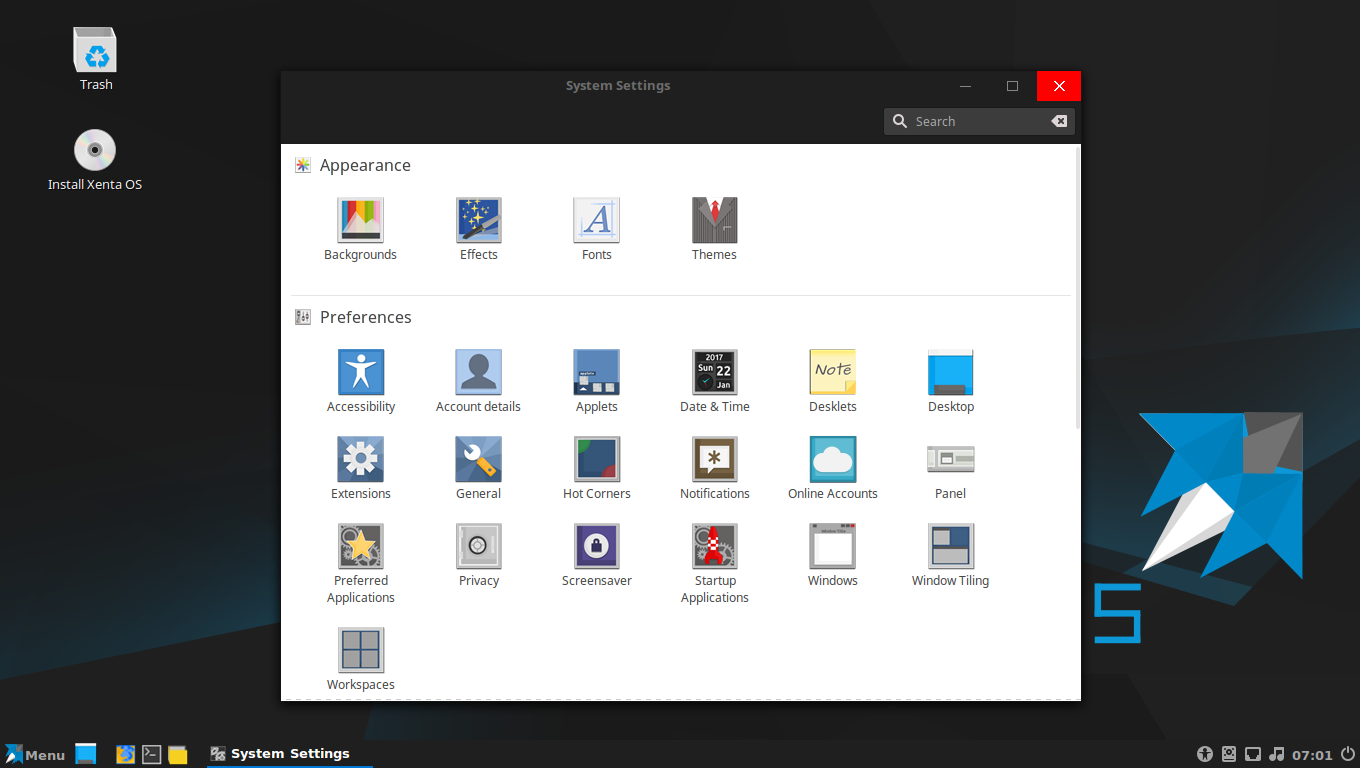 Trash
Install Xenta OS
System Settings
Search
Appearance
Backgrounds
Effects
Fonts
Themes
Preferences
2017
Sun 22
Jan
Note
Accessibility
Account details
Applets
Date & Time
Desklets
Desktop
Extensions
General
Hot Corners
Notifications
Online Accounts
Panel
Preferred
Applications
Privacy
Screensaver
Startup
Applications
Windows
Window Tiling
Workspaces
A
S
Menu
System Settings
07:01